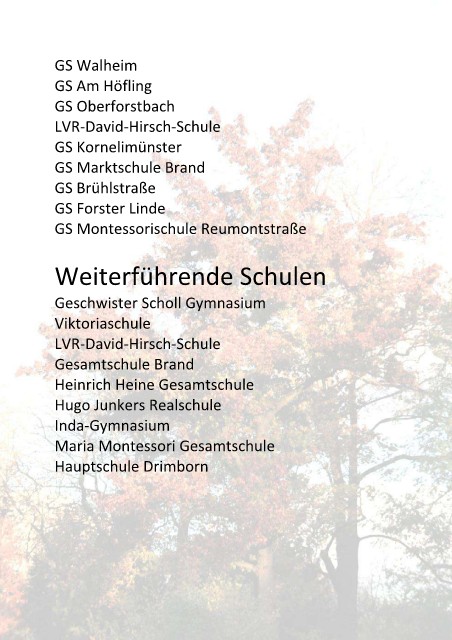 GS Walheim
GS Am Höfling
GS Oberforstbach
LVR-David-Hirsch-Schule
GS Kornelimünster
GS Marktschule Brand
GS Brühlstraße
GS Forster Linde
GS Montessorischule Reumontstraße
Weiterführende Schulen
Geschwister Scholl Gymnasium
Viktoriaschule
LVR-David-Hirsch-Schule
Gesamtschule Brand
Heinrich Heine Gesamtschule
Hugo Junkers Realschule
Inda-Gymnasium
Maria Montessori Gesamtschule
Hauptschule Drimborn